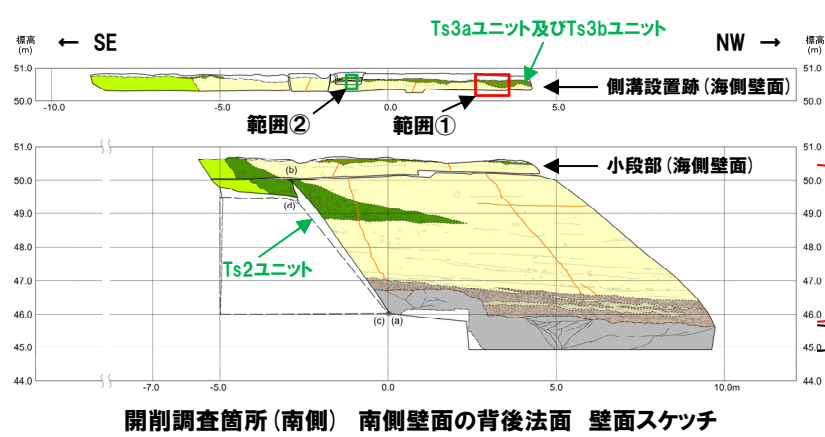 Ts3aユニット及びTs3bユニット
標高
(m)
← SE
NW →
標高
(m)
51.0
50.0
51.0
50.0
側溝設置跡(海側壁面)
-10.0
-5.0
0.0
5.0
範囲②
範囲①
51.0
50.0
49.0
48.0
47.0
46.0
45.0
44.0
51.0
50.0
49.0
48.0
47.0
46.0
45.0
44.0
小段部(海側壁面)
(b)
(d)
Ts2ユニット
(c)
(a)
-7.0
-5.0
0.0
5.0
10.0m
開削調査箇所(南側) 南側壁面の背後法面 壁面スケッチ